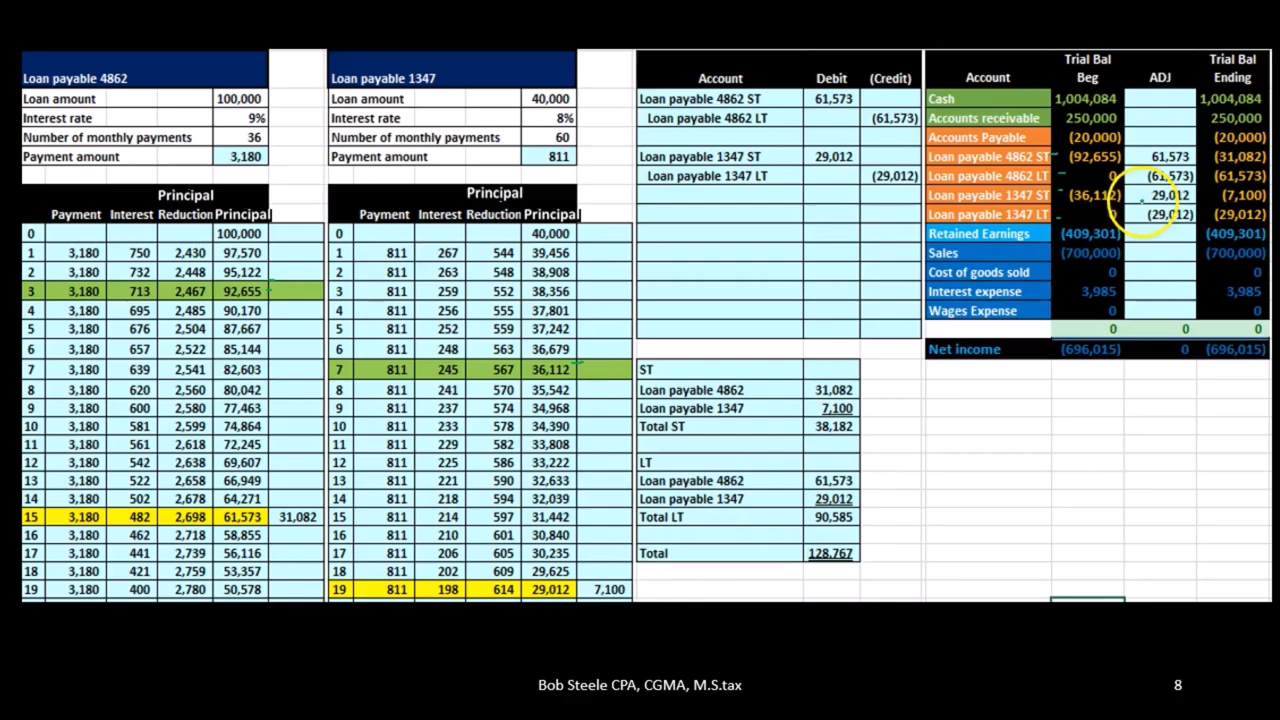 Loan payable 4862
Loan amount 100,000
Interest rate 9%
Number of monthly payments 36
Payment amount 3,180
Principal
Payment Interest Reduction Principal
0 100,000
1 3,180 750 2,430 97,570
2 3,180 732 2,448 95,122
3 3,180 713 2,467 92,655
4 3,180 695 2,485 90,170
5 3,180 676 2,504 87,667
6 3,180 657 2,522 85,144
7 3,180 639 2,541 82,603
8 3,180 620 2,560 80,042
9 3,180 600 2,580 77,463
10 3,180 581 2,599 74,864
11 3,180 561 2,618 72,245
12 3,180 542 2,638 69,607
13 3,180 522 2,658 66,949
14 3,180 502 2,678 64,271
15 3,180 482 2,698 61,573 31,082
16 3,180 462 2,718 58,855
17 3,180 441 2,739 56,116
18 3,180 421 2,759 53,357
19 3,180 400 2,780 50,578
Loan payable 1347
Loan amount 40,000
Interest rate 8%
Number of monthly payments 60
Payment amount 811
Principal
Payment Interest Reduction Principal
0 40,000
1 811 267 544 39,456
2 811 263 548 38,908
3 811 259 552 38,356
4 811 256 555 37,801
5 811 252 559 37,242
6 811 248 563 36,679
7 811 245 567 36,112
8 811 241 570 35,542
9 811 237 574 34,968
10 811 233 578 34,390
11 811 229 582 33,808
12 811 225 586 33,222
13 811 221 590 32,633
14 811 218 594 32,039
15 811 214 597 31,442
16 811 210 601 30,840
17 811 206 605 30,235
18 811 202 609 29,625
19 811 198 614 29,012 7,100
Account Debit (Credit)
Loan payable 4862 ST 61,573
Loan payable 4862 LT (61,573)
Loan payable 1347 ST 29,012
Loan payable 1347 LT (29,012)
ST
Loan payable 4862 31,082
Loan payable 1347 7,100
Total ST 38,182
LT
Loan payable 4862 61,573
Loan payable 1347 29,012
Total LT 90,585
Total 128,767
Trial Bal Trial Bal
Account Beg ADJ Ending
Cash 1,004,084 1,004,084
Accounts receivable 250,000 250,000
Accounts Payable (20,000) (20,000)
Loan payable 4862 ST (92,655) 61,573 (31,082)
Loan payable 4862 LT 0 (61,573) (61,573)
Loan payable 1347 ST (36,112) 29,012 (7,100)
Loan payable 1347 LT 0 (29,012) (29,012)
Retained Earnings (409,301) (409,301)
Sales (700,000) (700,000)
Cost of goods sold 0 0
Interest expense 3,985 3,985
Wages Expense 0 0
0 0 0
Net income (696,015) 0 (696,015)
Bob Steele CPA, CGMA, M.S.tax
8